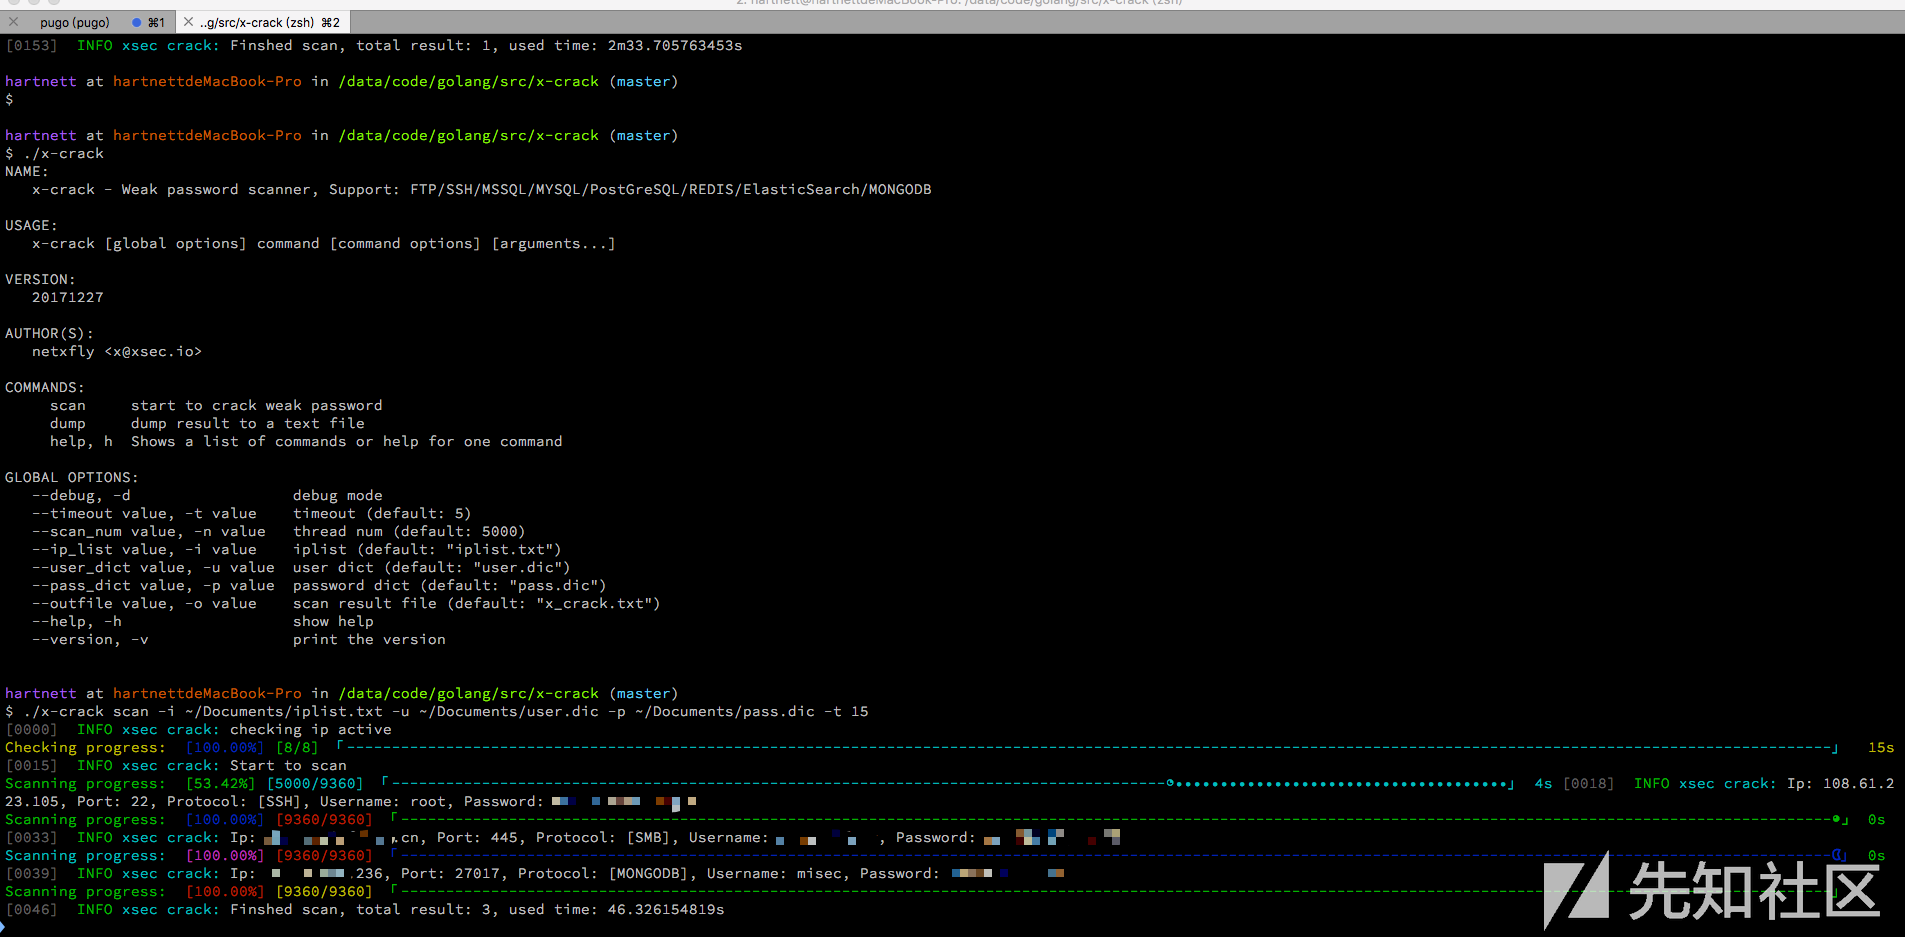 2. hartnett@hartnettdeMacBook-Pro: /data/code/golang/src/x-crack (zsh)
pugo (pugo) ⌘1 ..g/src/x-crack (zsh) ⌘2
[0153] INFO xsec crack: Finshed scan, total result: 1, used time: 2m33.705763453s
hartnett at hartnettdeMacBook-Pro in /data/code/golang/src/x-crack (master)
$
hartnett at hartnettdeMacBook-Pro in /data/code/golang/src/x-crack (master)
$ ./x-crack
NAME:
x-crack - Weak password scanner, Support: FTP/SSH/MSSQL/MYSQL/PostGreSQL/REDIS/ElasticSearch/MONGODB
USAGE:
x-crack [global options] command [command options] [arguments...]
VERSION:
20171227
AUTHOR(S):
netxfly <x@xsec.io>
COMMANDS:
scan start to crack weak password
dump dump result to a text file
help, h Shows a list of commands or help for one command
GLOBAL OPTIONS:
--debug, -d debug mode
--timeout value, -t value timeout (default: 5)
--scan_num value, -n value thread num (default: 5000)
--ip_list value, -i value iplist (default: "iplist.txt")
--user_dict value, -u value user dict (default: "user.dic")
--pass_dict value, -p value password dict (default: "pass.dic")
--outfile value, -o value scan result file (default: "x_crack.txt")
--help, -h show help
--version, -v print the version
hartnett at hartnettdeMacBook-Pro in /data/code/golang/src/x-crack (master)
$ ./x-crack scan -i ~/Documents/iplist.txt -u ~/Documents/user.dic -p ~/Documents/pass.dic -t 15
[0000] INFO xsec crack: checking ip active
Checking progress: [100.00%] [8/8] 15s
[0015] INFO xsec crack: Start to scan
Scanning progress: [53.42%] [5000/9360] 4s [0018] INFO xsec crack: Ip: 108.61.2
23.105, Port: 22, Protocol: [SSH], Username: root, Password:
Scanning progress: [100.00%] [9360/9360] 0s
[0033] INFO xsec crack: Ip: .cn, Port: 445, Protocol: [SMB], Username: , Password:
Scanning progress: [100.00%] [9360/9360] 0s
[0039] INFO xsec crack: Ip: .236, Port: 27017, Protocol: [MONGODB], Username: misec, Password:
Scanning progress: [100.00%] [9360/9360]
[0046] INFO xsec crack: Finshed scan, total result: 3, used time: 46.326154819s
先知社区